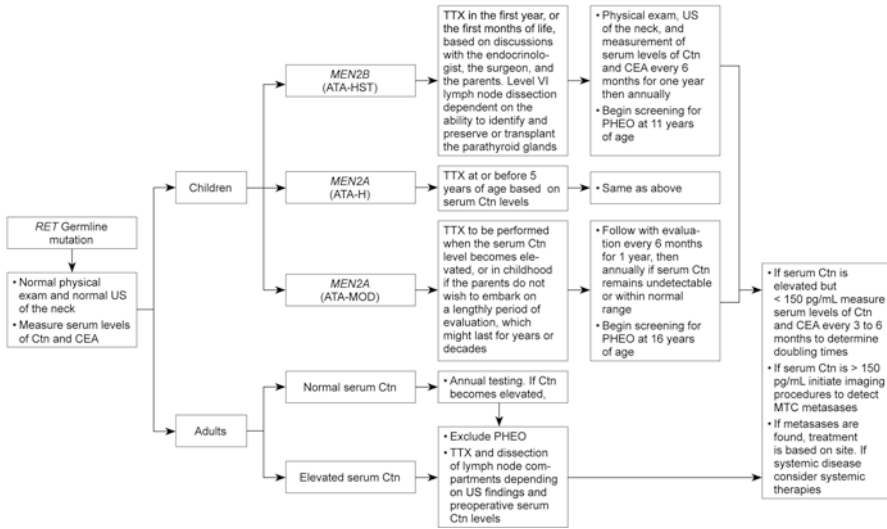 RET Germline
mutation
• Normal physical
exam and normal US
of the neck
• Measure serum levels
of Ctn and CEA
Children
MEN2B
(ATA-HST)
TTX in the first year, or
the first months of life,
based on discussions
with the endocrinolo-
gist, the surgeon, and
the parents. Level VI
lymph node dissection
dependent on the
ability to identify and
preserve or transplant
the parathyroid glands
• Physical exam, US
of the neck, and
measurement of
serum levels of Ctn
and CEA every 6
months for one year
then annually
• Begin screening for
PHEO at 11 years
of age
MEN2A
(ATA-H)
TTX at or before 5
years of age based on
serum Ctn levels
• Same as above
MEN2A
(ATA-MOD)
TTX to be performed
when the serum Ctn
level becomes ele-
vated, or in childhood
if the parents do not
wish to embark on
a lengthly period of
evaluation, which
might last for years or
decades
• Follow with evalua-
tion every 6 months
for 1 year, then
annually if serum Ctn
remains undetectable
or within normal
range
• Begin screening for
PHEO at 16 years
of age
Adults
Normal serum Ctn
• Annual testing. If Ctn
becomes elevated,
Elevated serum Ctn
• Exclude PHEO
• TTX and dissection
of lymph node com-
partments depending
on US findings and
preoperative serum
Ctn levels
• If serum Ctn is
elevated but
< 150 pg/mL measure
serum levels of Ctn
and CEA every 3 to 6
months to determine
doubling times
• If serum Ctn is > 150
pg/mL initiate imaging
procedures to detect
MTC metasases
• If metasases are
found, treatment
is based on site. If
systemic disease
consider systemic
therapies